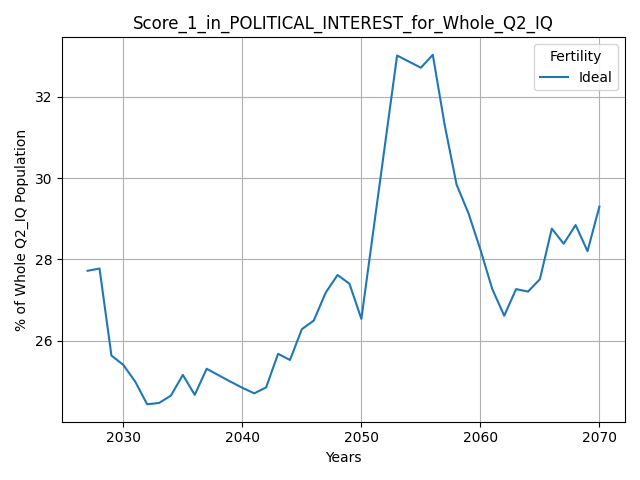 Score_1_in_POLITICAL_INTEREST_for_Whole_Q2_IQ
Fertility
Ideal
% of Whole Q2_IQ Population
32
30
28
26
2030 2040 2050 2060 2070
Years